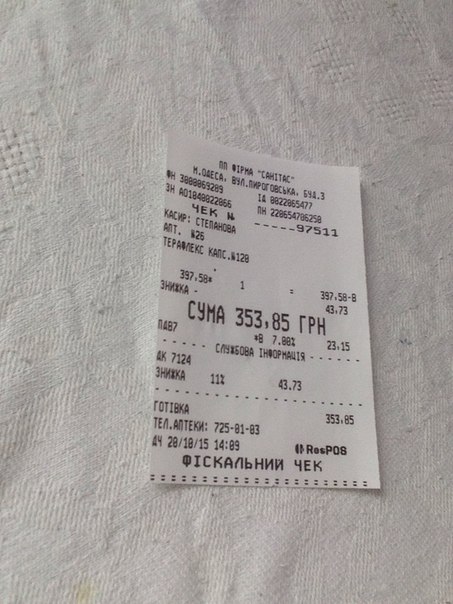 ПП ФІРМА "САНІТАС"
М.ОДЕСА, ВУЛ.ПИРОГОВСЬКА, БУД.3
ФН 3000069289 ІД 0022065477
ЗН АО1040022066 ПН 220654706250
ЧЕК № -----97511
КАСИР: СТЕПАНОВА
АПТ. №26
ТЕРАФЛЕКС КАПС.№120
397,58* 1 = 397,58-В
ЗНИЖКА - 43,73
СУМА 353,85 ГРН
ПДВ7 *В 7.00% 23,15
- - - - - СЛУЖБОВА ІНФОРМАЦІЯ - - - - -
ДК 7124
ЗНИЖКА 11% 43.73
ГОТІВКА 353,85
ТЕЛ.АПТЕКИ: 725-01-03
ДЧ 20/10/15 14:09 ResPOS
ФІСКАЛЬНИЙ ЧЕК